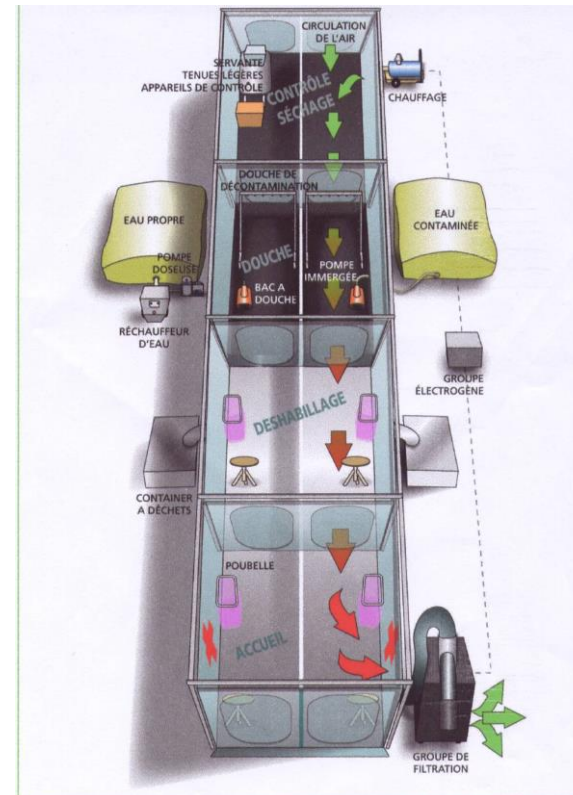 CIRCULATION
DE L'AIR
SERVANTE
TENUES LÉGÈRES
APPAREILS DE CONTRÔLE
CONTRÔLE
SÉCHAGE
CHAUFFAGE
DOUCHE DE
DÉCONTAMINATION
EAU PROPRE
EAU
CONTAMINÉE
POMPE
DOSEUSE
DOUCHE
POMPE
IMMERGÉE
BAC A
DOUCHE
RÉCHAUFFEUR
D'EAU
GROUPE
ÉLECTROGÈNE
DESHABILLAGE
CONTAINER
A DÉCHETS
POUBELLE
ACCUEIL
GROUPE DE
FILTRATION